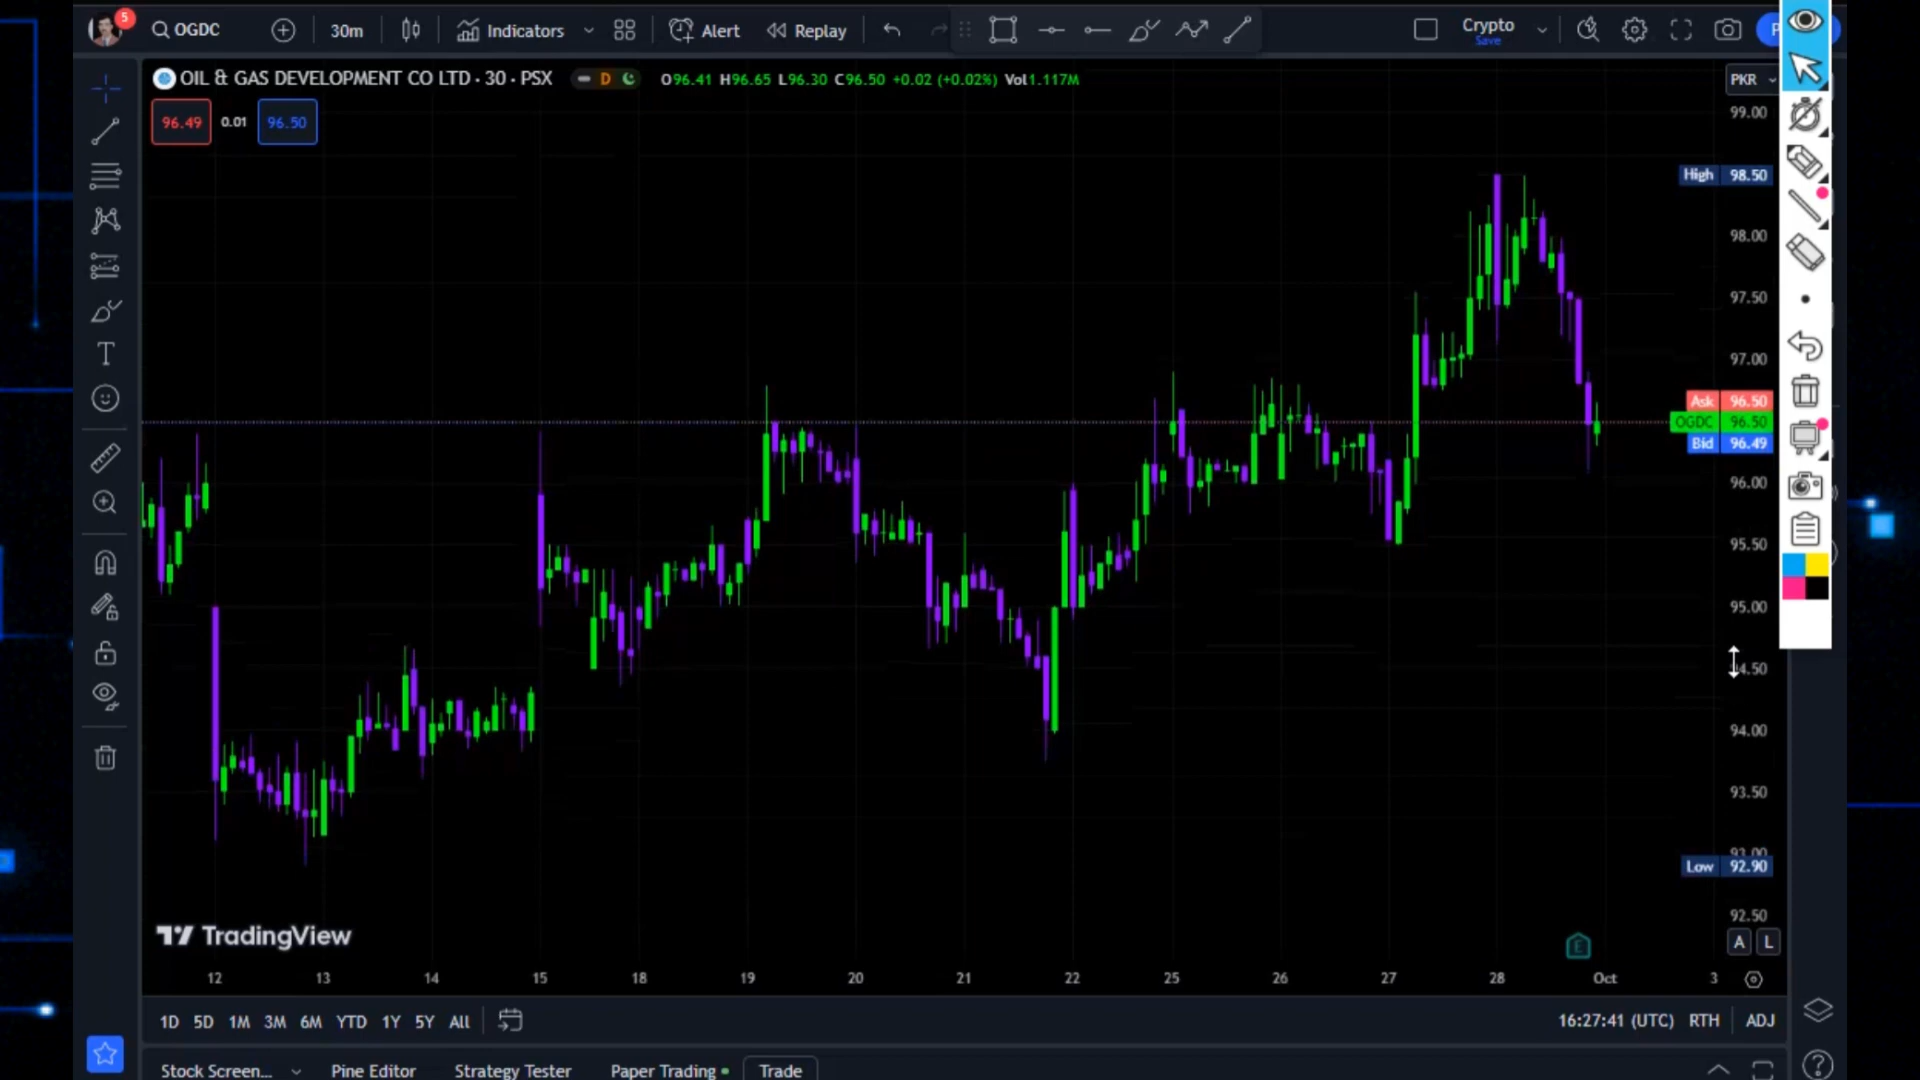 5
OGDC
30m
Indicators
Alert
Replay
Crypto
Save
OIL & GAS DEVELOPMENT CO LTD · 30 · PSX
D
O96.41 H96.65 L96.30 C96.50 +0.02 (+0.02%) Vol1.117M
PKR
96.49
0.01
96.50
99.00
High 98.50
98.00
97.50
97.00
Ask 96.50
OGDC 96.50
Bid 96.49
96.00
95.50
95.00
94.00
93.50
93.00
Low 92.90
92.50
TradingView
E
A
L
12 13 14 15 18 19 20 21 22 25 26 27 28 Oct 3
1D 5D 1M 3M 6M YTD 1Y 5Y All
16:27:41 (UTC)
RTH
ADJ
Stock Screen...
Pine Editor
Strategy Tester
Paper Trading
Trade